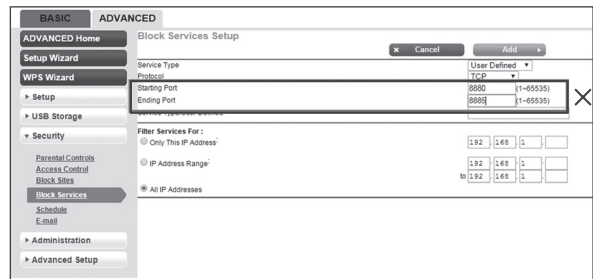 BASIC ADVANCED
ADVANCED Home
Setup Wizard
WPS Wizard
▶ Setup
▶ USB Storage
▼ Security
Parental Controls
Access Control
Block Sites
Block Services
Schedule
E-mail
▶ Administration
▶ Advanced Setup
Block Services Setup
× Cancel Add ▶
Service Type User Defined ▼
Protocol TCP ▼
Starting Port 8880 (1~65535)
Ending Port 8885 (1~65535)
Filter Services For :
Only This IP Address: 192 . 168 . 1 .
IP Address Range: 192 . 168 . 1 .
to 192 . 168 . 1 .
All IP Addresses